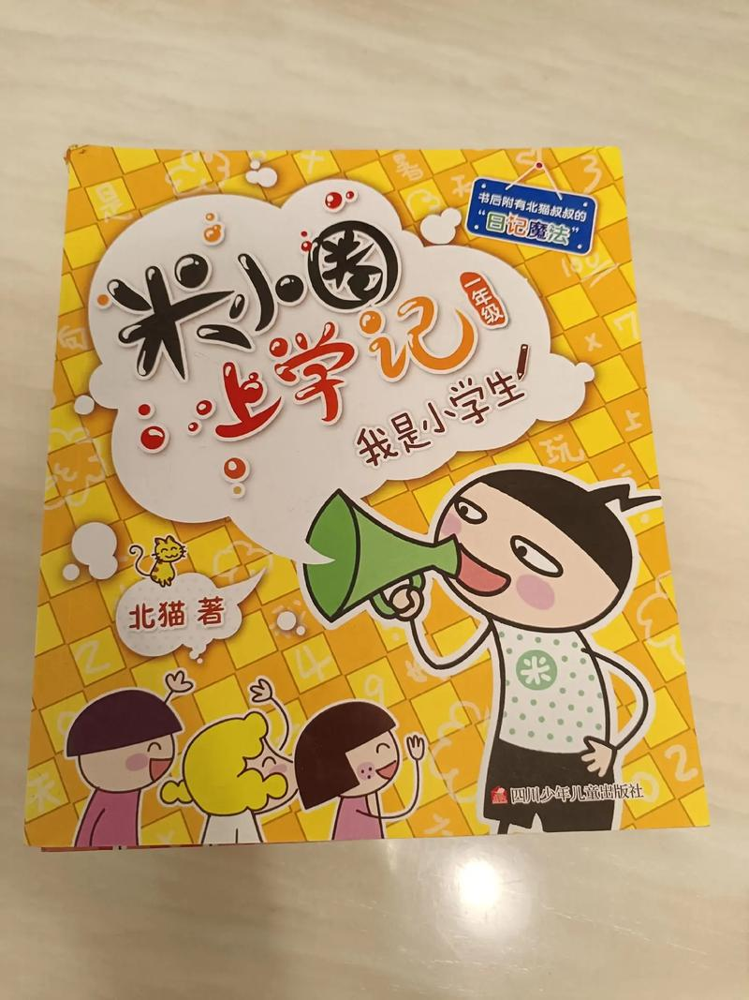 书后附有北猫叔叔的
“日记魔法”
米小圈
上学记
一年级
我是小学生
北猫 著
米
四川少年儿童出版社